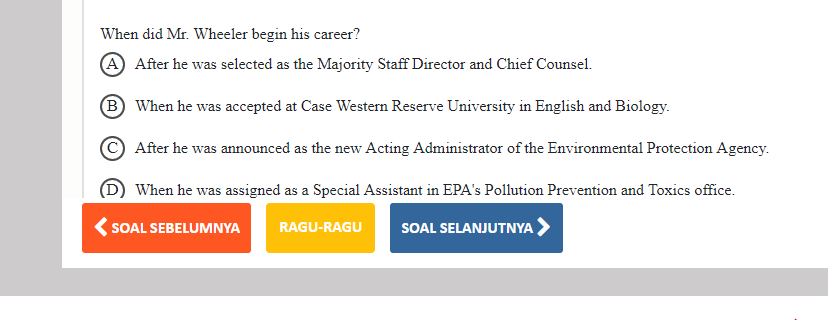 When did Mr. Wheeler begin his career?
A After he was selected as the Majority Staff Director and Chief Counsel.
B When he was accepted at Case Western Reserve University in English and Biology.
C After he was announced as the new Acting Administrator of the Environmental Protection Agency.
D When he was assigned as a Special Assistant in EPA's Pollution Prevention and Toxics office.
SOAL SEBELUMNYA RAGU-RAGU SOAL SELANJUTNYA